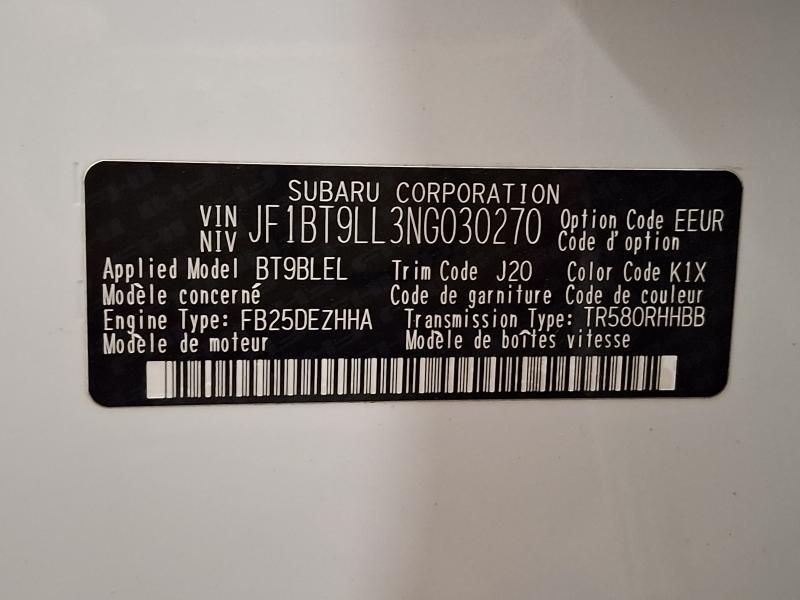 SUBARU CORPORATION
VIN NIV JF1BT9LL3NG030270 Option Code EEUR
Code d'option
Applied Model BT9BLEL Trim Code J20 Color Code K1X
Modèle concerné Code de garniture Code de couleur
Engine Type: FB25DEZHHA Transmission Type: TR580RHHBB
Modèle de moteur Modèle de boîtes vitesse